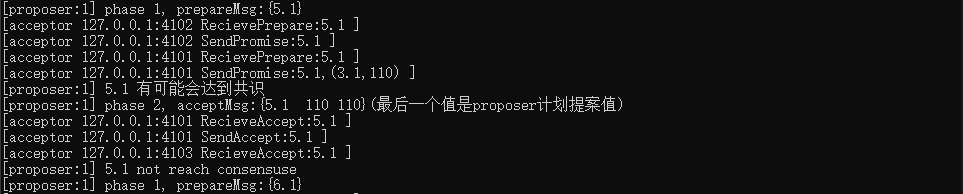 [proposer:1] phase 1, prepareMsg:{5.1}
[acceptor 127.0.0.1:4102 RecievePrepare:5.1 ]
[acceptor 127.0.0.1:4102 SendPromise:5.1 ]
[acceptor 127.0.0.1:4101 RecievePrepare:5.1 ]
[acceptor 127.0.0.1:4101 SendPromise:5.1,(3.1,110) ]
[proposer:1] 5.1 有可能会达到共识
[proposer:1] phase 2, acceptMsg:{5.1  110 110}(最后一个值是proposer计划提案值)
[acceptor 127.0.0.1:4101 RecieveAccept:5.1 ]
[acceptor 127.0.0.1:4101 SendAccept:5.1 ]
[acceptor 127.0.0.1:4103 RecieveAccept:5.1 ]
[proposer:1] 5.1 not reach consensuse
[proposer:1] phase 1, prepareMsg:{6.1}